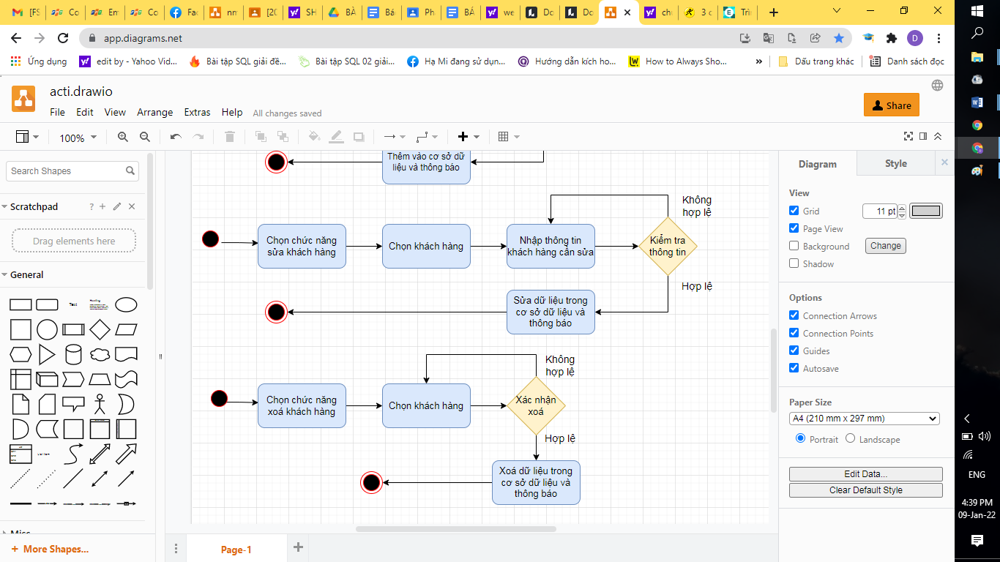 [FS
Co
Em
Co
Fac
nm
[20
SH
BÀ
Bá
Ph
BÁ
we
Do
Do
chu
3 c
Trìn
app.diagrams.net
D
Ứng dụng
edit by - Yahoo Vid...
Bài tập SQL giải đề...
Bài tập SQL 02 giải...
Hạ Mi đang sử dụn...
Hướng dẫn kích ho...
How to Always Sho...
»
Dấu trang khác
Danh sách đọc
acti.drawio
File
Edit
View
Arrange
Extras
Help
All changes saved
Share
100%
Search Shapes
Scratchpad
?
Drag elements here
General
Text
Heading
List Item
Misc
+ More Shapes...
Thêm vào cơ sở dữ
liệu và thông báo
Không
hợp lệ
Chọn chức năng
sửa khách hàng
Chọn khách hàng
Nhập thông tin
khách hàng cần sửa
Kiểm tra
thông tin
Hợp lệ
Sửa dữ liệu trong
cơ sở dữ liệu và
thông báo
Không
hợp lệ
Chọn chức năng
xoá khách hàng
Chọn khách hàng
Xác nhận
xoá
Hợp lệ
Xoá dữ liệu trong
cơ sở dữ liệu và
thông báo
Page-1
Diagram
Style
View
Grid
11 pt
Page View
Background
Change
Shadow
Options
Connection Arrows
Connection Points
Guides
Autosave
Paper Size
A4 (210 mm x 297 mm)
Portrait
Landscape
Edit Data...
Clear Default Style
ENG
4:39 PM
09-Jan-22